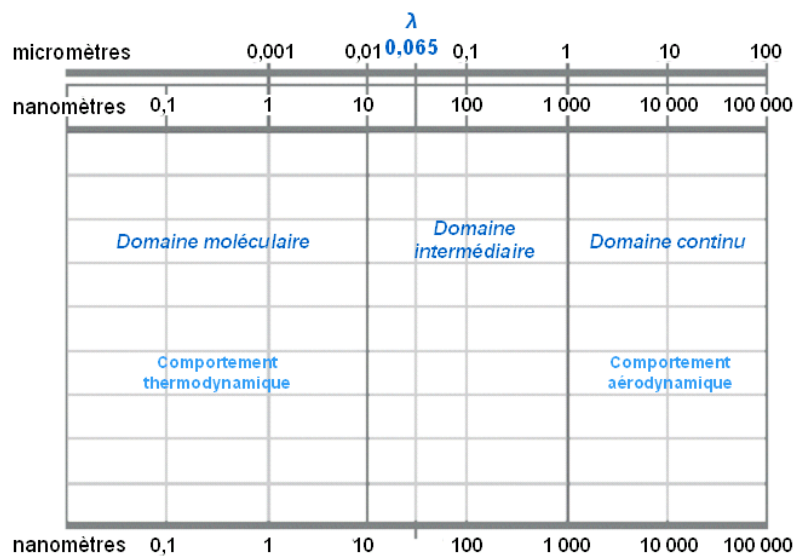 λ
micromètres 0,001 0,01 0,065 0,1 1 10 100
nanomètres 0,1 1 10 100 1 000 10 000 100 000
Domaine moléculaire
Domaine
intermédiaire
Domaine continu
Comportement
thermodynamique
Comportement
aérodynamique
nanomètres 0,1 1 10 100 1 000 10 000 100 000